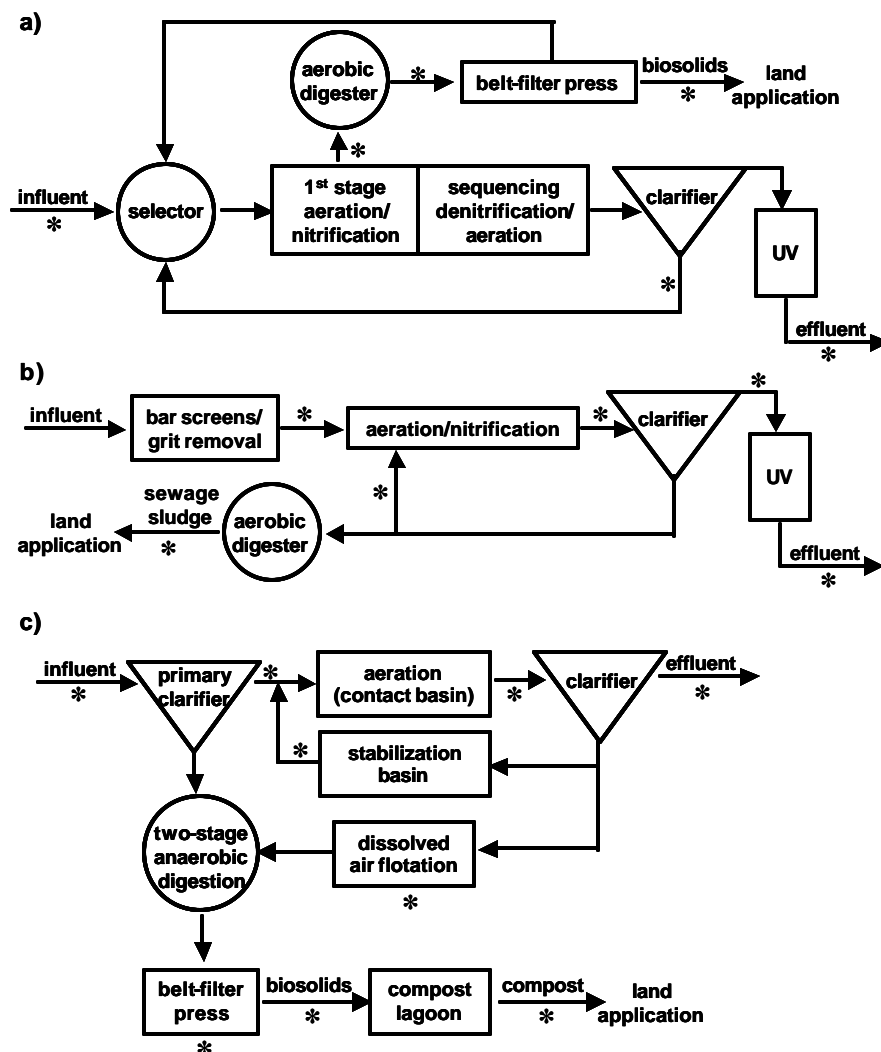 a)
aerobic
digester
*
belt-filter press
biosolids
*
land
application
*
influent
*
selector
1st stage
aeration/
nitrification
sequencing
denitrification/
aeration
clarifier
*
UV
effluent
*
b)
influent
bar screens/
grit removal
*
aeration/nitrification
*
clarifier
*
UV
effluent
*
*
land
application
sewage
sludge
*
aerobic
digester
c)
influent
*
primary
clarifier
*
aeration
(contact basin)
*
clarifier
effluent
*
*
stabilization
basin
two-stage
anaerobic
digestion
dissolved
air flotation
*
belt-filter
press
*
biosolids
*
compost
lagoon
compost
*
land
application